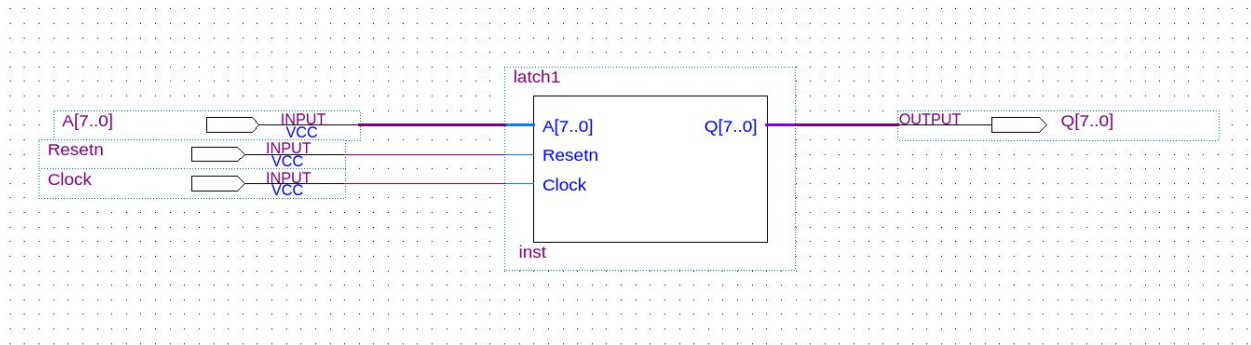 latch1
A[7..0] INPUT VCC
A[7..0] Q[7..0]
OUTPUT Q[7..0]
Resetn INPUT VCC
Resetn
Clock INPUT VCC
Clock
inst